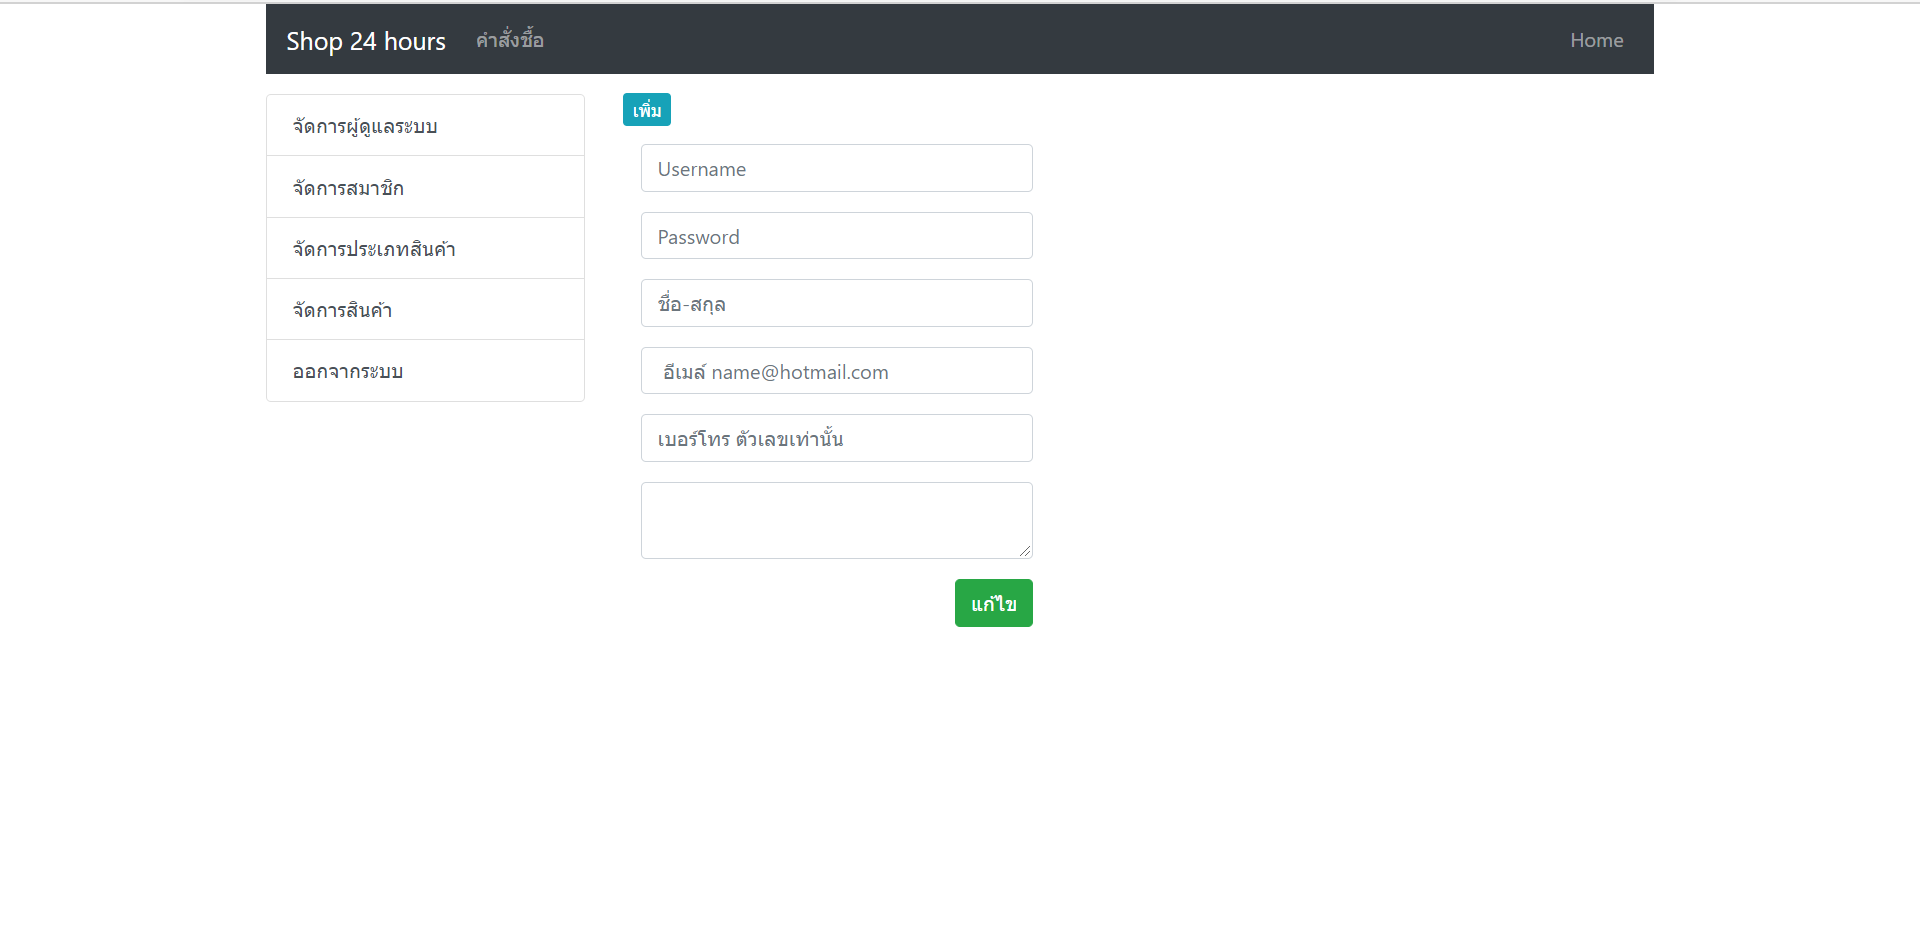 Shop 24 hours คำสั่งซื้อ Home
จัดการผู้ดูแลระบบ
จัดการสมาชิก
จัดการประเภทสินค้า
จัดการสินค้า
ออกจากระบบ
เพิ่ม
Username
Password
ชื่อ-สกุล
อีเมล์ name@hotmail.com
เบอร์โทร ตัวเลขเท่านั้น
แก้ไข